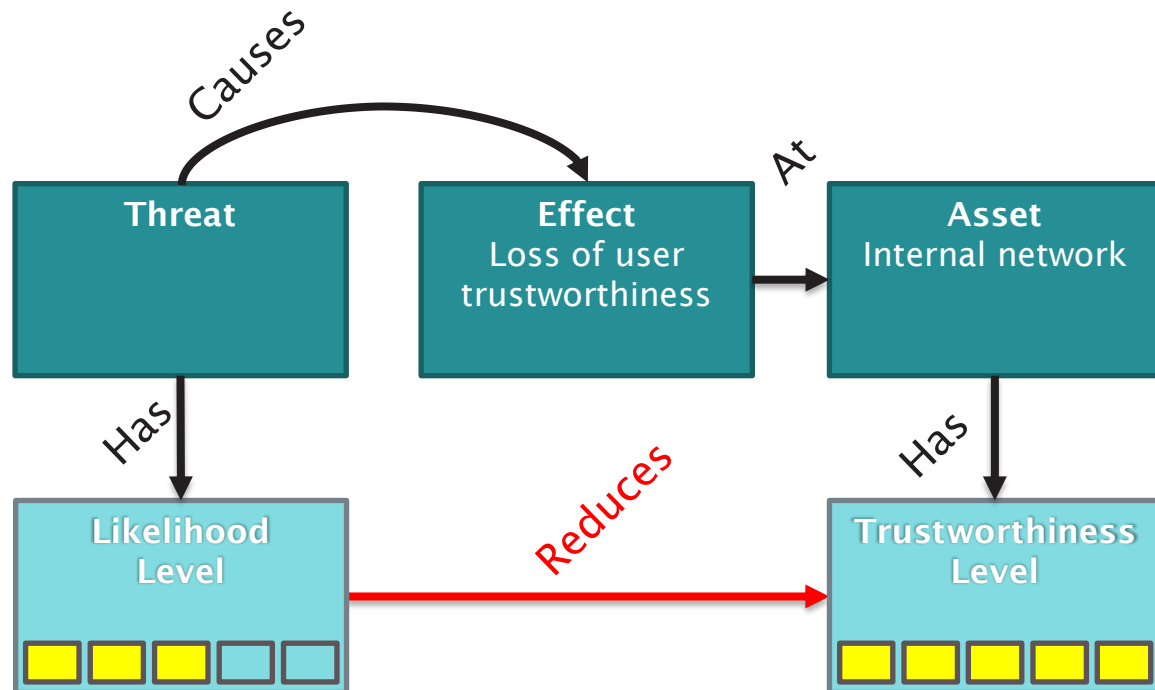 Causes
At
Threat
Effect
Loss of user
trustworthiness
Asset
Internal network
Has
Has
Reduces
Likelihood
Level
Trustworthiness
Level